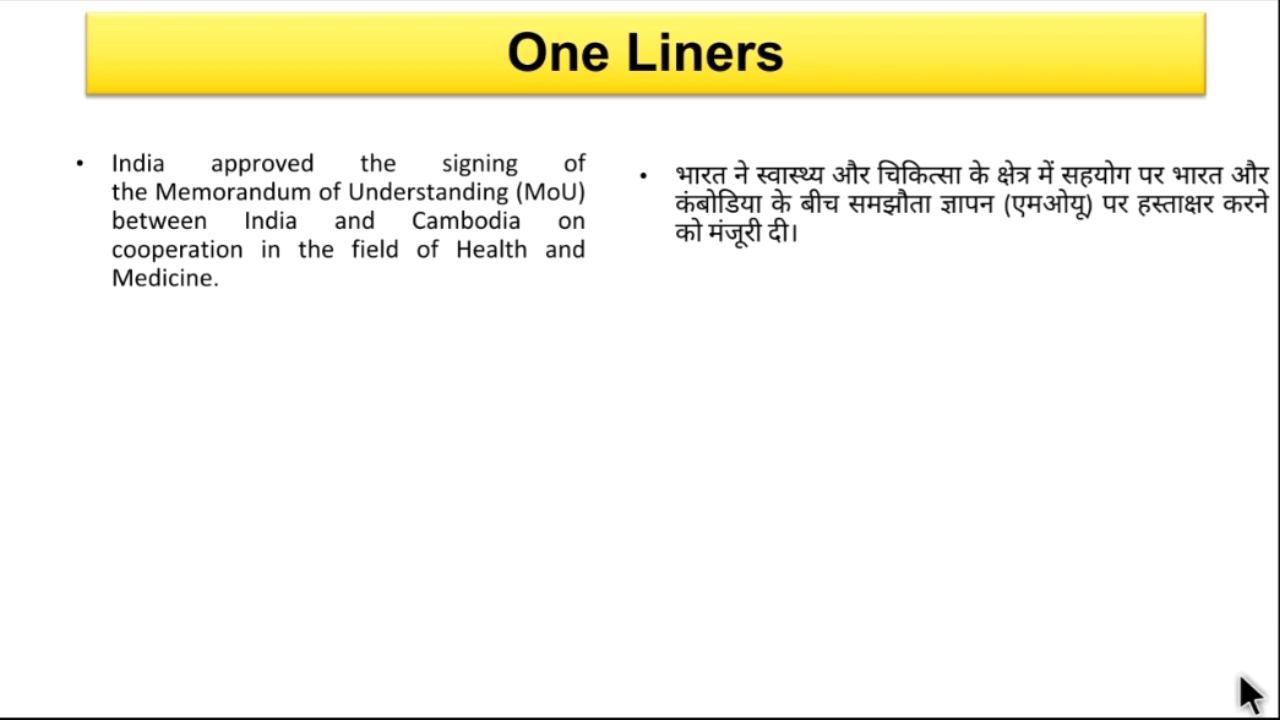 One Liners
• India approved the signing of
the Memorandum of Understanding (MoU)
between India and Cambodia on
cooperation in the field of Health and
Medicine.
• भारत ने स्वास्थ्य और चिकित्सा के क्षेत्र में सहयोग पर भारत और
कंबोडिया के बीच समझौता ज्ञापन (एमओयू) पर हस्ताक्षर करने
को मंजूरी दी।